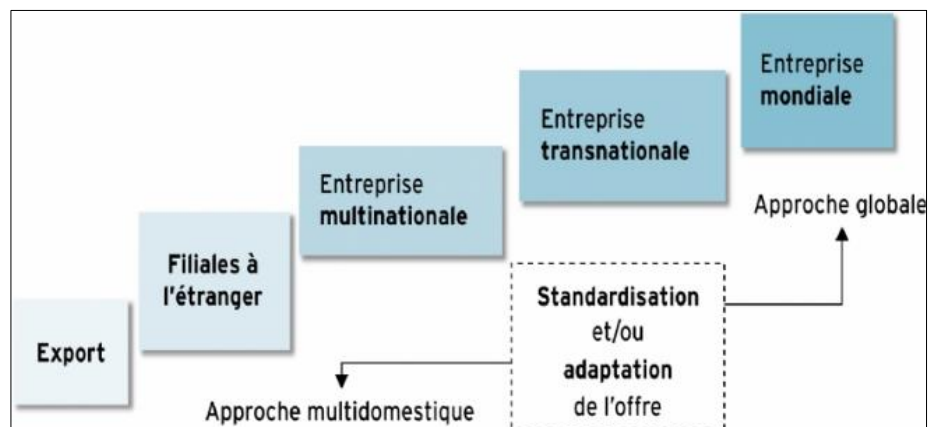 Entreprise
mondiale
Entreprise
transnationale
Entreprise
multinationale
Approche globale
Filiales à
l'étranger
Standardisation
et/ou
adaptation
de l'offre
Export
Approche multidomestique